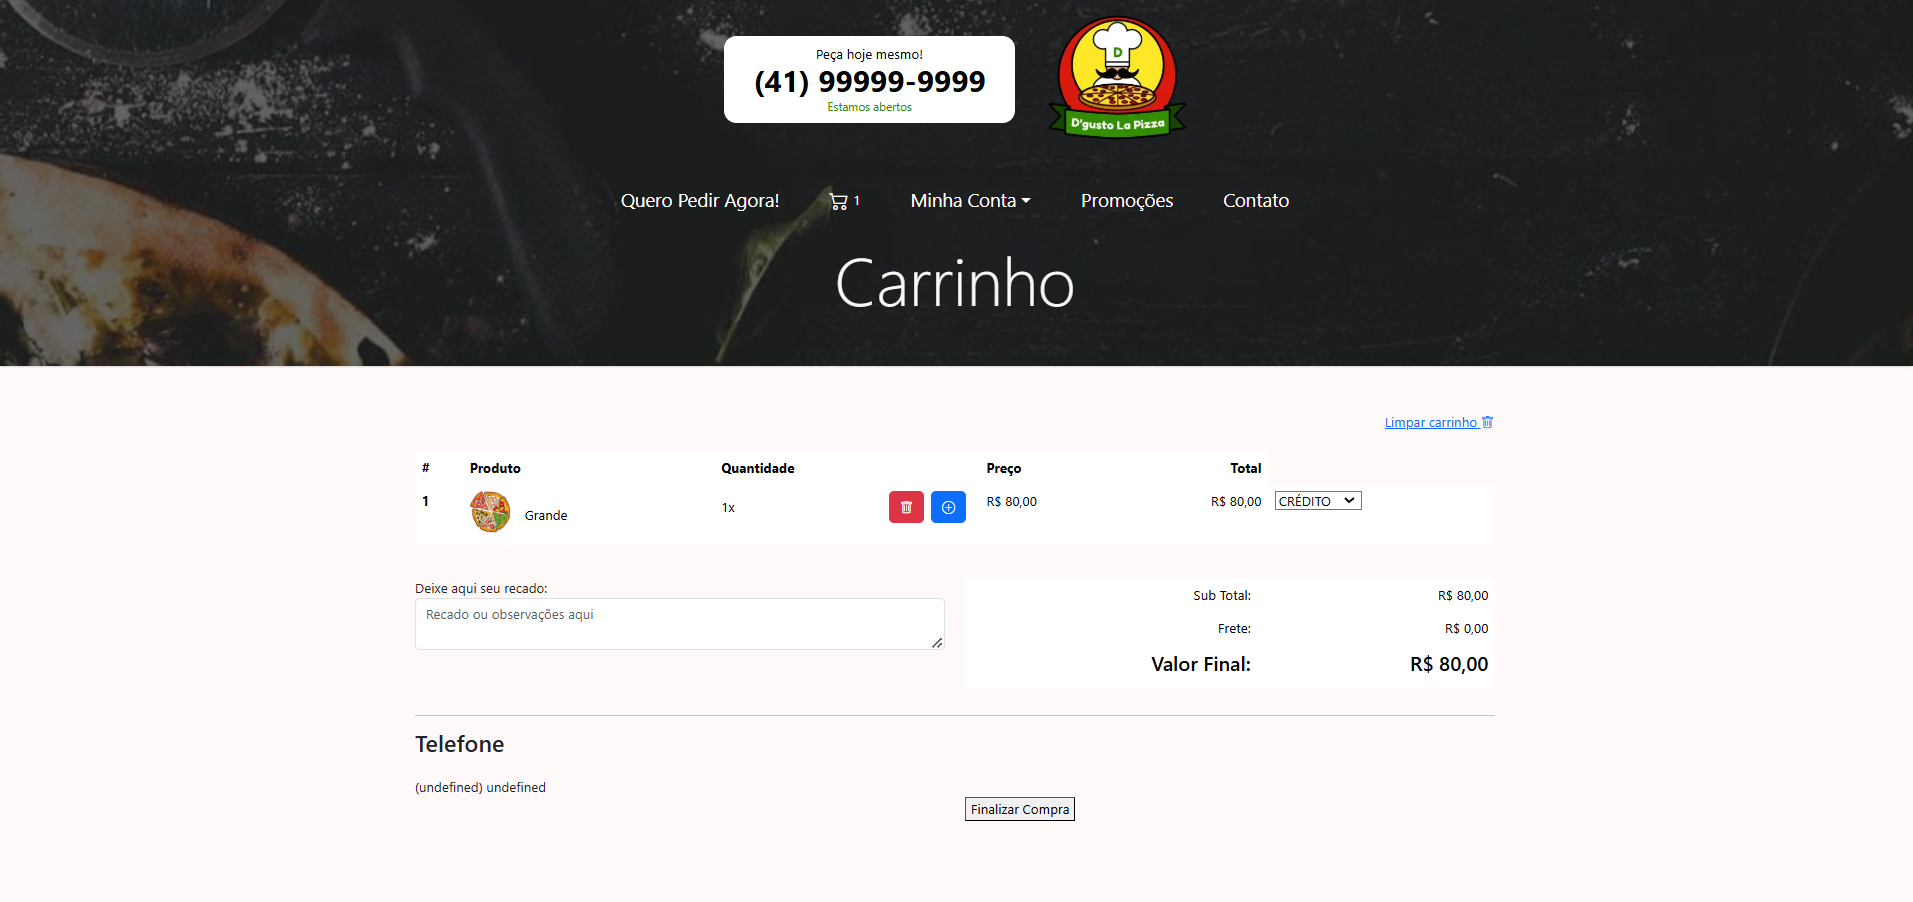 Peça hoje mesmo!
(41) 99999-9999
Estamos abertos
D
D'gusto La Pizza
Quero Pedir Agora! 1 Minha Conta Promoções Contato
Carrinho
Limpar carrinho
# Produto Quantidade Preço Total
1 Grande 1x R$ 80,00 R$ 80,00 CRÉDITO
Deixe aqui seu recado:
Recado ou observações aqui
Sub Total: R$ 80,00
Frete: R$ 0,00
Valor Final: R$ 80,00
Telefone
(undefined) undefined
Finalizar Compra